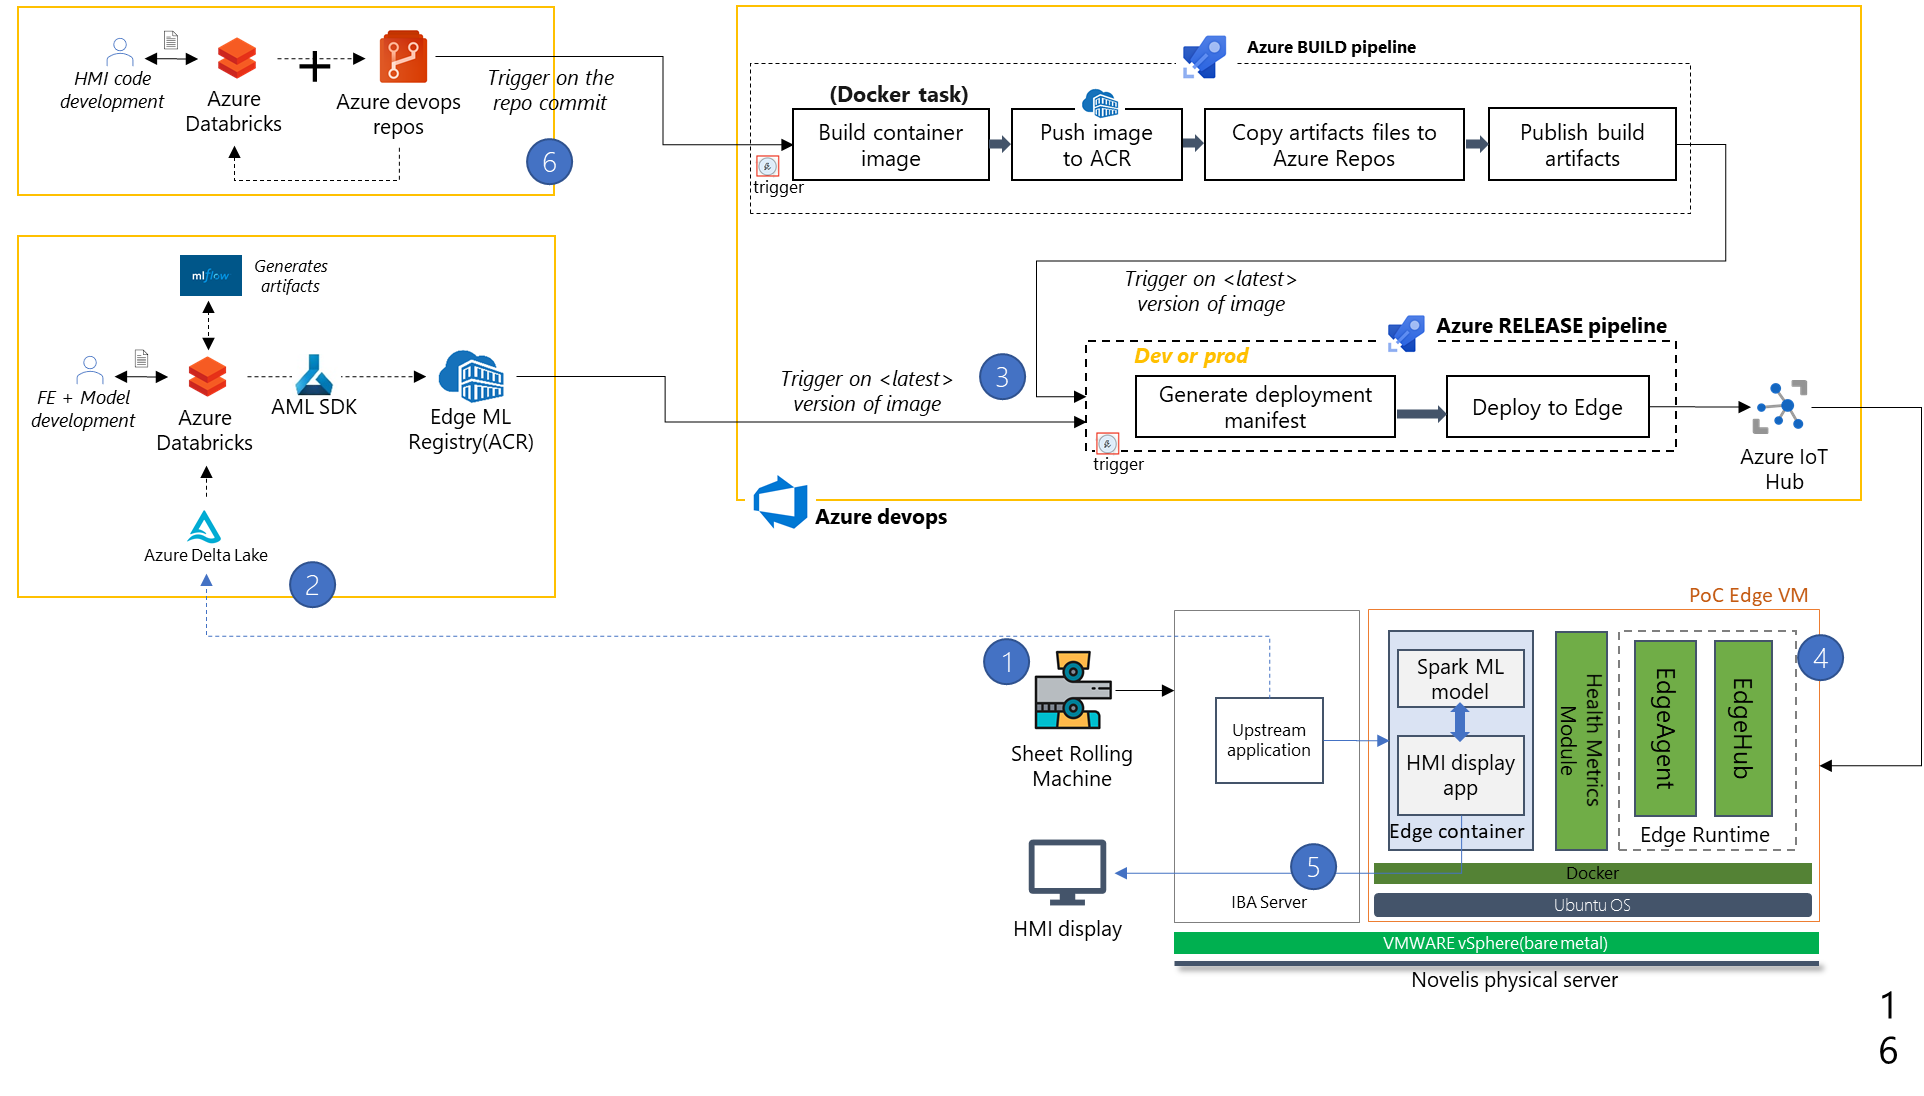 HMI code
development
Azure
Databricks
Azure devops
repos
Trigger on the
repo commit
6
Azure BUILD pipeline
(Docker task)
Build container
image
Push image
to ACR
Copy artifacts files to
Azure Repos
Publish build
artifacts
trigger
mlflow
Generates
artifacts
FE + Model
development
Azure
Databricks
AML SDK
Edge ML
Registry(ACR)
Azure Delta Lake
2
Trigger on <latest>
version of image
Trigger on <latest>
version of image
3
Azure RELEASE pipeline
Dev or prod
Generate deployment
manifest
Deploy to Edge
trigger
Azure IoT
Hub
Azure devops
1
Sheet Rolling
Machine
HMI display
Upstream
application
IBA Server
PoC Edge VM
Spark ML
model
HMI display
app
Edge container
Health Metrics
Module
EdgeAgent
EdgeHub
Edge Runtime
4
5
Docker
Ubuntu OS
VMWARE vSphere(bare metal)
Novelis physical server
1
6